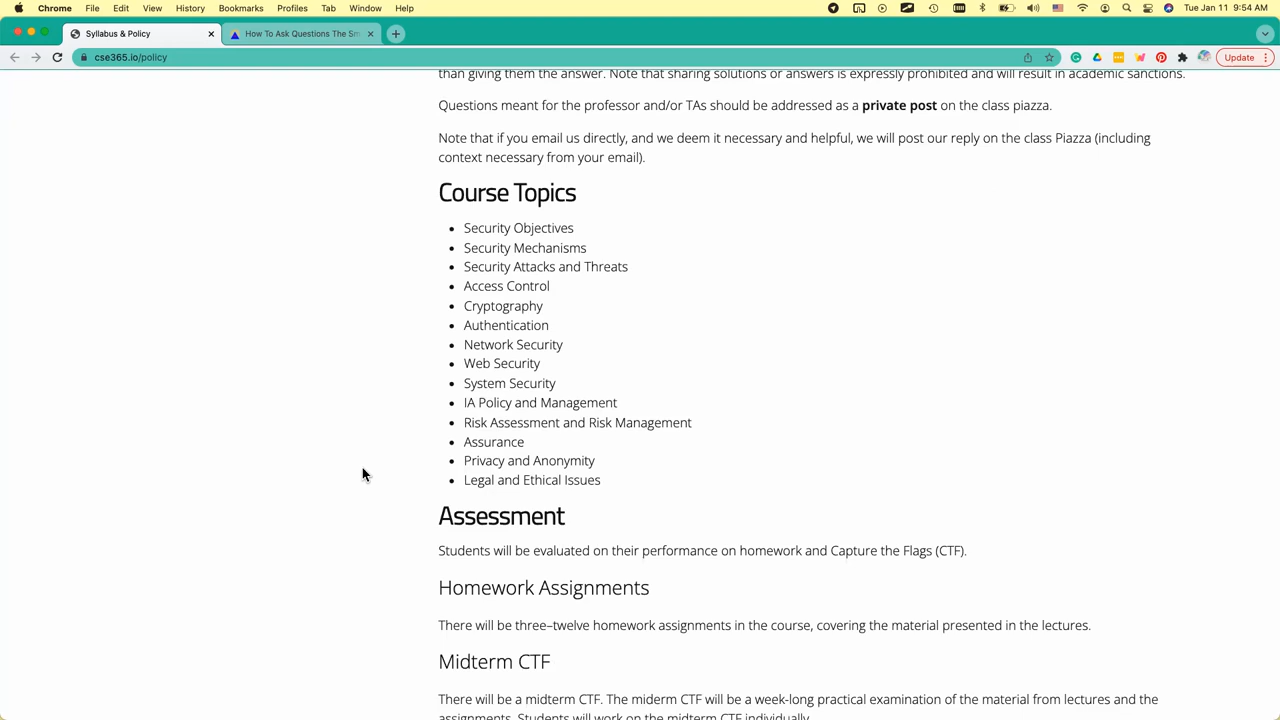 Chrome File Edit View History Bookmarks Profiles Tab Window Help Tue Jan 11 9:54 AM
Syllabus & Policy How To Ask Questions The Sm
cse365.io/policy Update
than giving them the answer. Note that sharing solutions or answers is expressly prohibited and will result in academic sanctions.
Questions meant for the professor and/or TAs should be addressed as a private post on the class piazza.
Note that if you email us directly, and we deem it necessary and helpful, we will post our reply on the class Piazza (including
context necessary from your email).
Course Topics
• Security Objectives
• Security Mechanisms
• Security Attacks and Threats
• Access Control
• Cryptography
• Authentication
• Network Security
• Web Security
• System Security
• IA Policy and Management
• Risk Assessment and Risk Management
• Assurance
• Privacy and Anonymity
• Legal and Ethical Issues
Assessment
Students will be evaluated on their performance on homework and Capture the Flags (CTF).
Homework Assignments
There will be three–twelve homework assignments in the course, covering the material presented in the lectures.
Midterm CTF
There will be a midterm CTF. The miderm CTF will be a week-long practical examination of the material from lectures and the
assignments. Students will work on the midterm CTF individually.